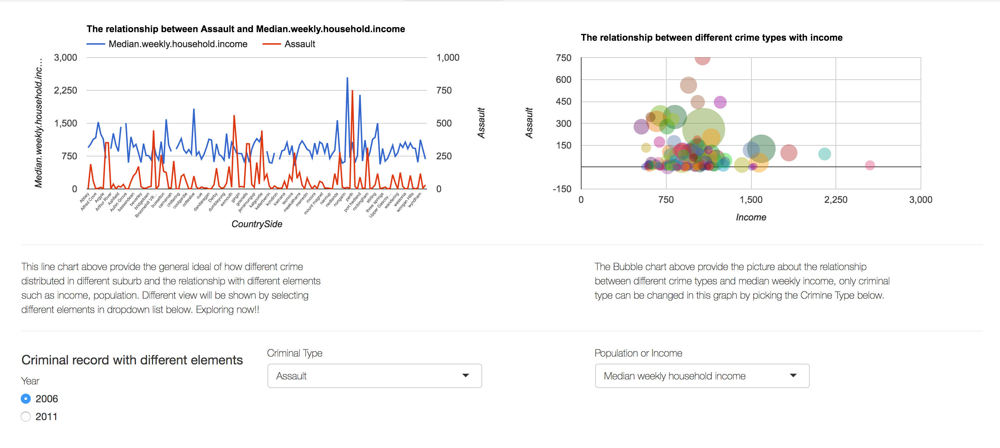 The relationship between Assault and Median.weekly.household.income
Median.weekly.household.income Assault
Median.weekly.household.inc…
3,000
2,250
1,500
750
0
1,000
750
500
250
0
Assault
Abbey
Alfred Cove
Argyle
Arthur River
Ashfield
Aubin Grove
bassendean
beverley
bridgetown
Broomehill Vill…
busselton
carnamah
chittering
coolgardie
cottesloe
cue
dandaragan
Derby
dumbleyung
exmouth
gingin
gosnells
jerramungup
kalgoorlie
kellerberrin
kondinin
kwinana
leonora
meekatharra
merredin
moora
mount magnet
nannup
nedlands
nungarin
perth
port hedland
rockingham
stirling
three springs
Upper Gascoy…
wandering
westonia
wongan Hills
wyndham
CountrySide
The relationship between different crime types with income
Assault
750
600
450
300
150
-150
0 750 1,500 2,250 3,000
Income
This line chart above provide the general ideal of how different crime
distributed in different suburb and the relationship with different elements
such as income, population. Different view will be shown by selecting
different elements in dropdown list below. Exploring now!!
The Bubble chart above provide the picture about the relationship
between different crime types and median weekly income, only criminal
type can be changed in this graph by picking the Crimine Type below.
Criminal record with different elements
Year
2006
2011
Criminal Type
Assault
Population or Income
Median weekly household income